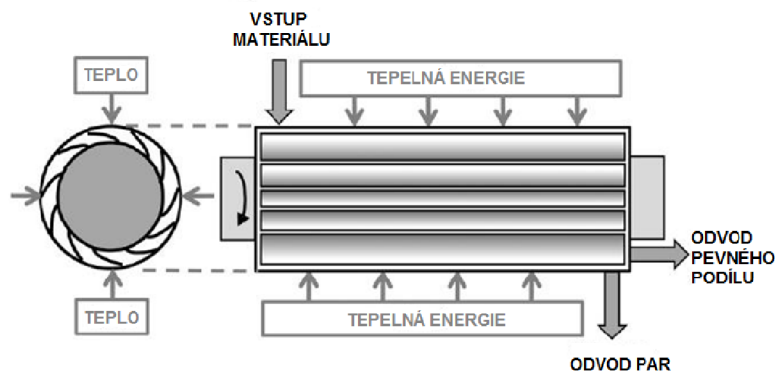 VSTUP
MATERIÁLU
TEPLO
TEPELNÁ ENERGIE
ODVOD
PEVNÉHO
PODÍLU
TEPLO
TEPELNÁ ENERGIE
ODVOD PAR